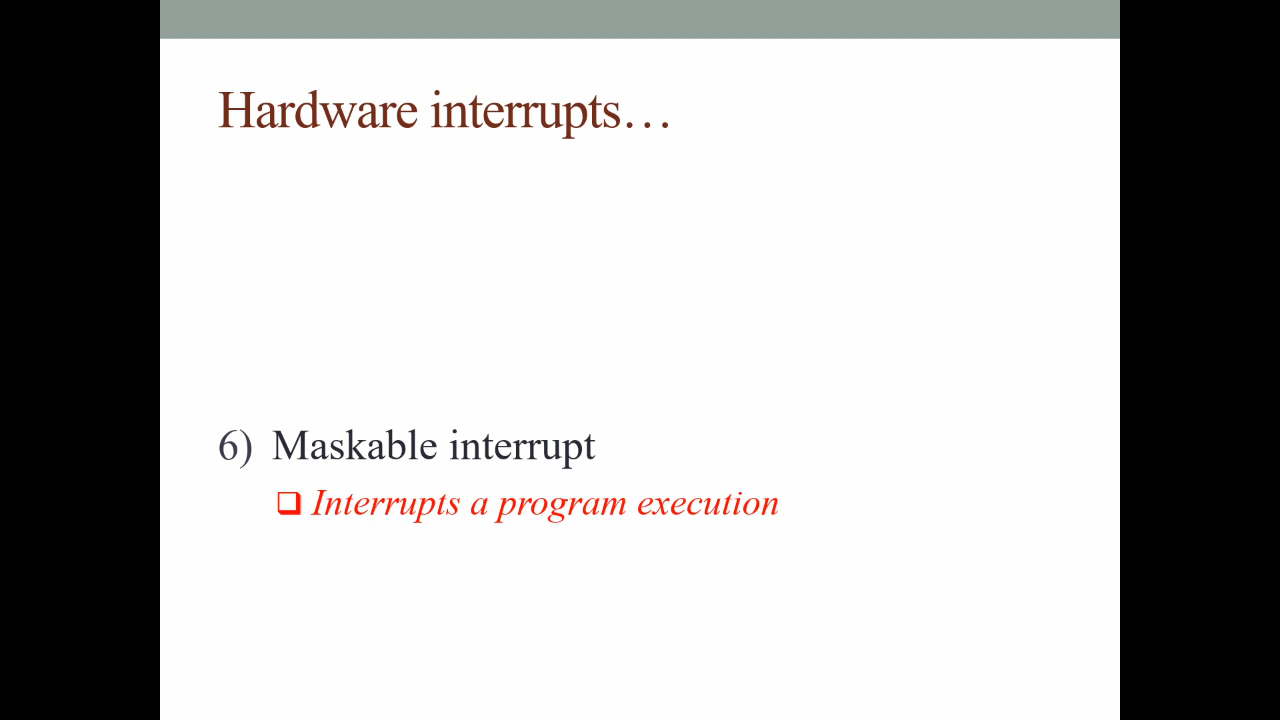 Hardware interrupts…
6) Maskable interrupt
❑ Interrupts a program execution